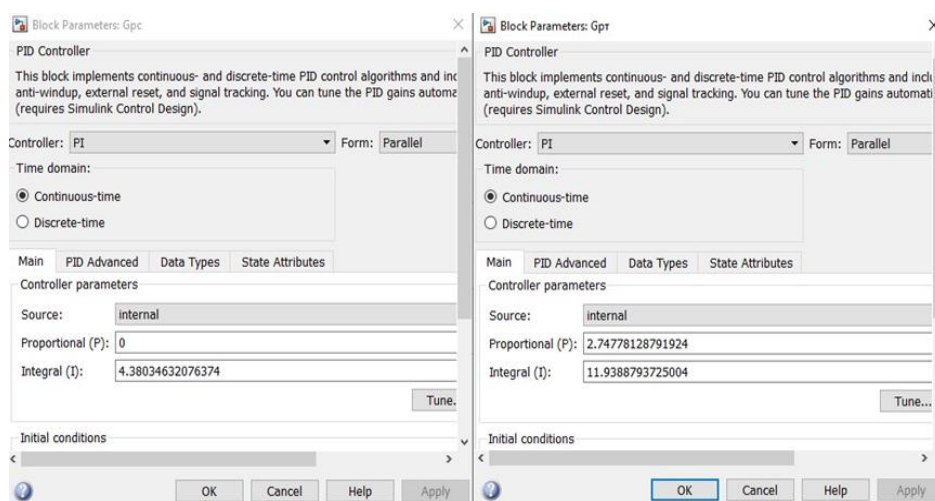 Block Parameters: Gpc
PID Controller
This block implements continuous- and discrete-time PID control algorithms and inc
anti-windup, external reset, and signal tracking. You can tune the PID gains automa
(requires Simulink Control Design).
Controller: PI Form: Parallel
Time domain:
Continuous-time
Discrete-time
Main PID Advanced Data Types State Attributes
Controller parameters
Source: internal
Proportional (P): 0
Integral (I): 4.38034632076374
Tune.
Initial conditions
OK Cancel Help Apply
Block Parameters: Gpт
PID Controller
This block implements continuous- and discrete-time PID control algorithms and inclu
anti-windup, external reset, and signal tracking. You can tune the PID gains automati
(requires Simulink Control Design).
Controller: PI Form: Parallel
Time domain:
Continuous-time
Discrete-time
Main PID Advanced Data Types State Attributes
Controller parameters
Source: internal
Proportional (P): 2.74778128791924
Integral (I): 11.9388793725004
Tune...
Initial conditions
OK Cancel Help Apply